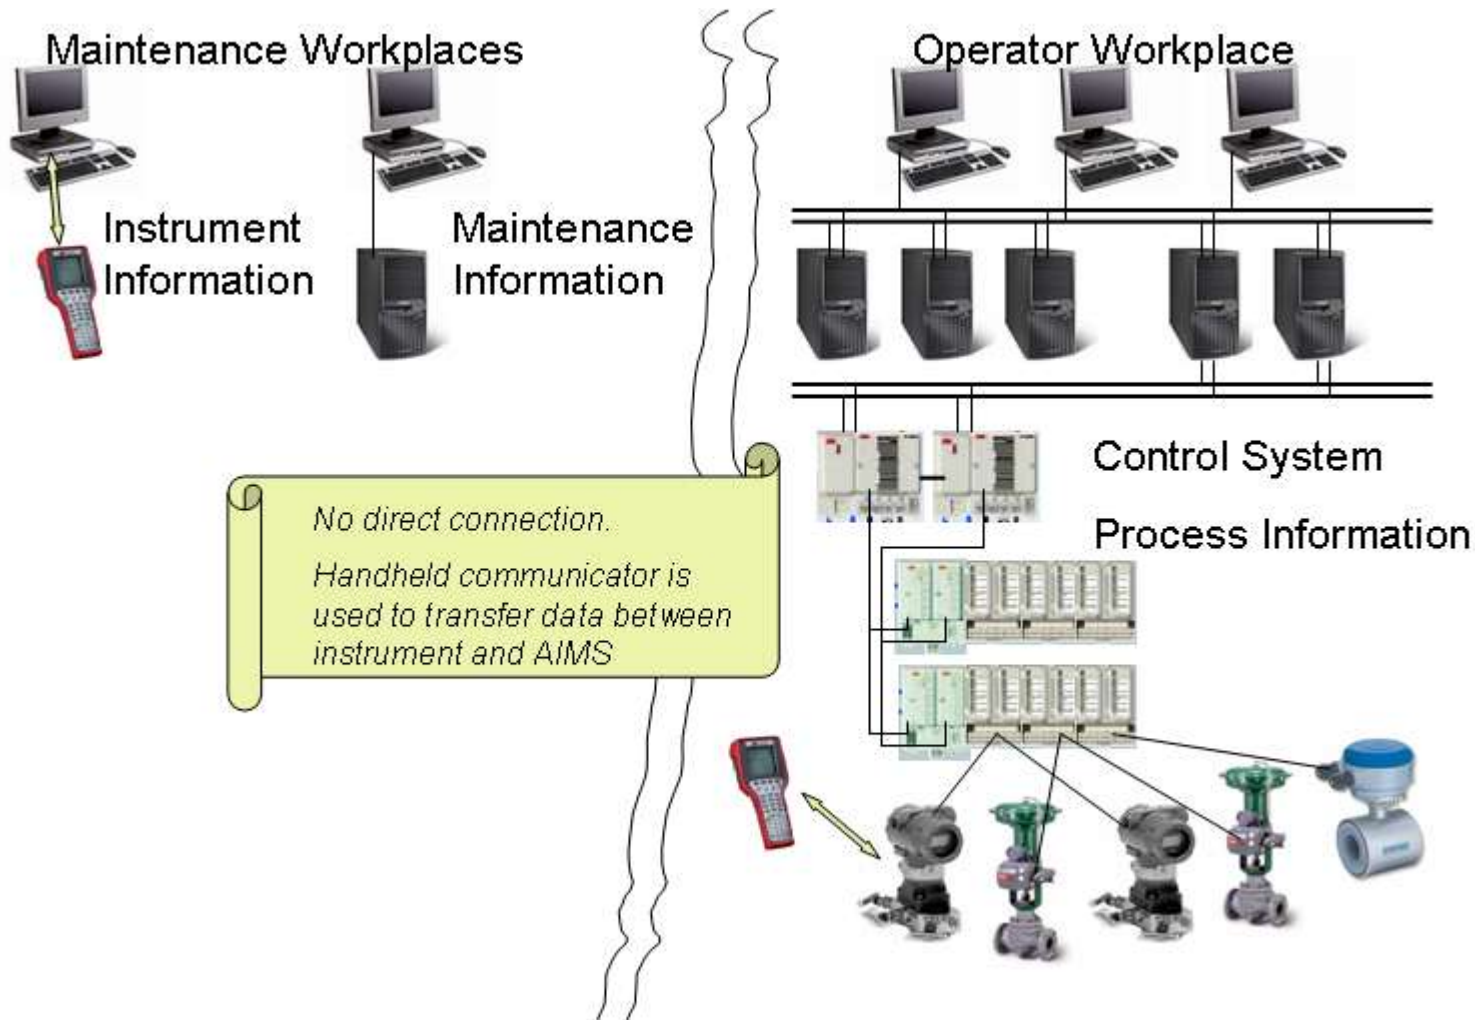 Maintenance Workplaces
Operator Workplace
Instrument
Information
Maintenance
Information
Control System
Process Information
No direct connection.
Handheld communicator is
used to transfer data between
instrument and AIMS